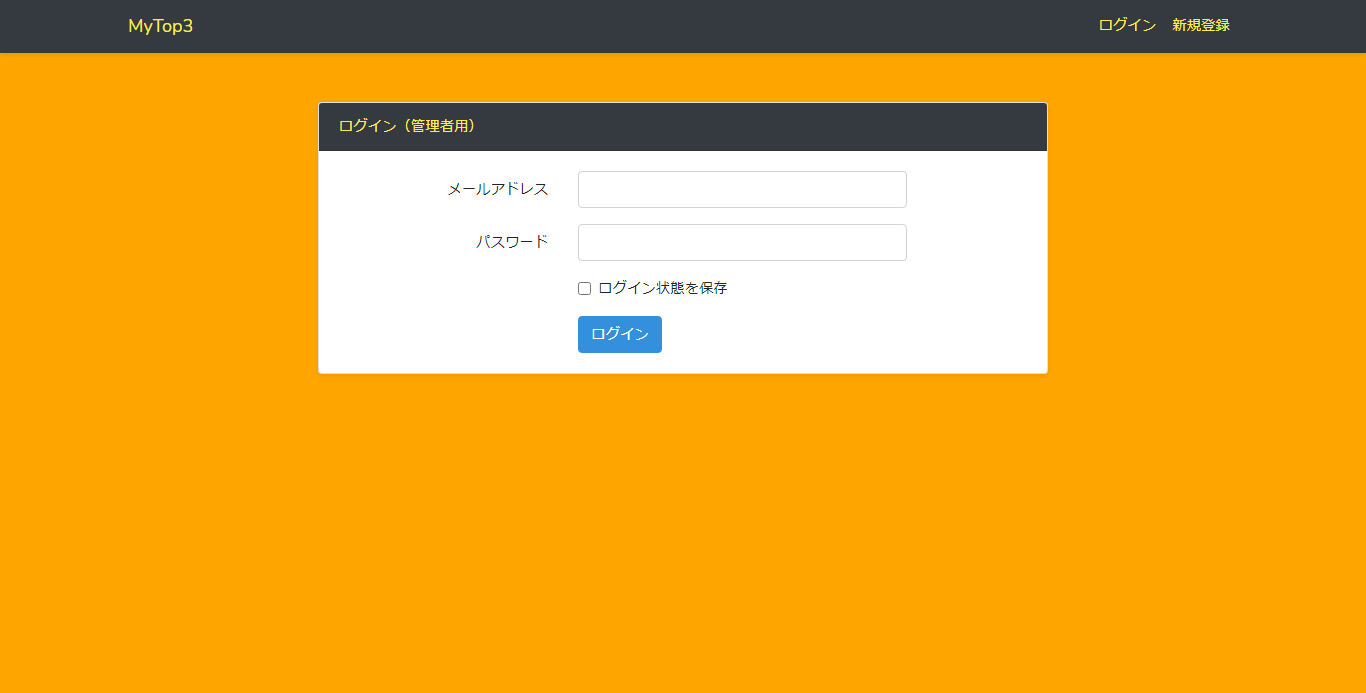 MyTop3
ログイン 新規登録
ログイン（管理者用）
メールアドレス
パスワード
ログイン状態を保存
ログイン